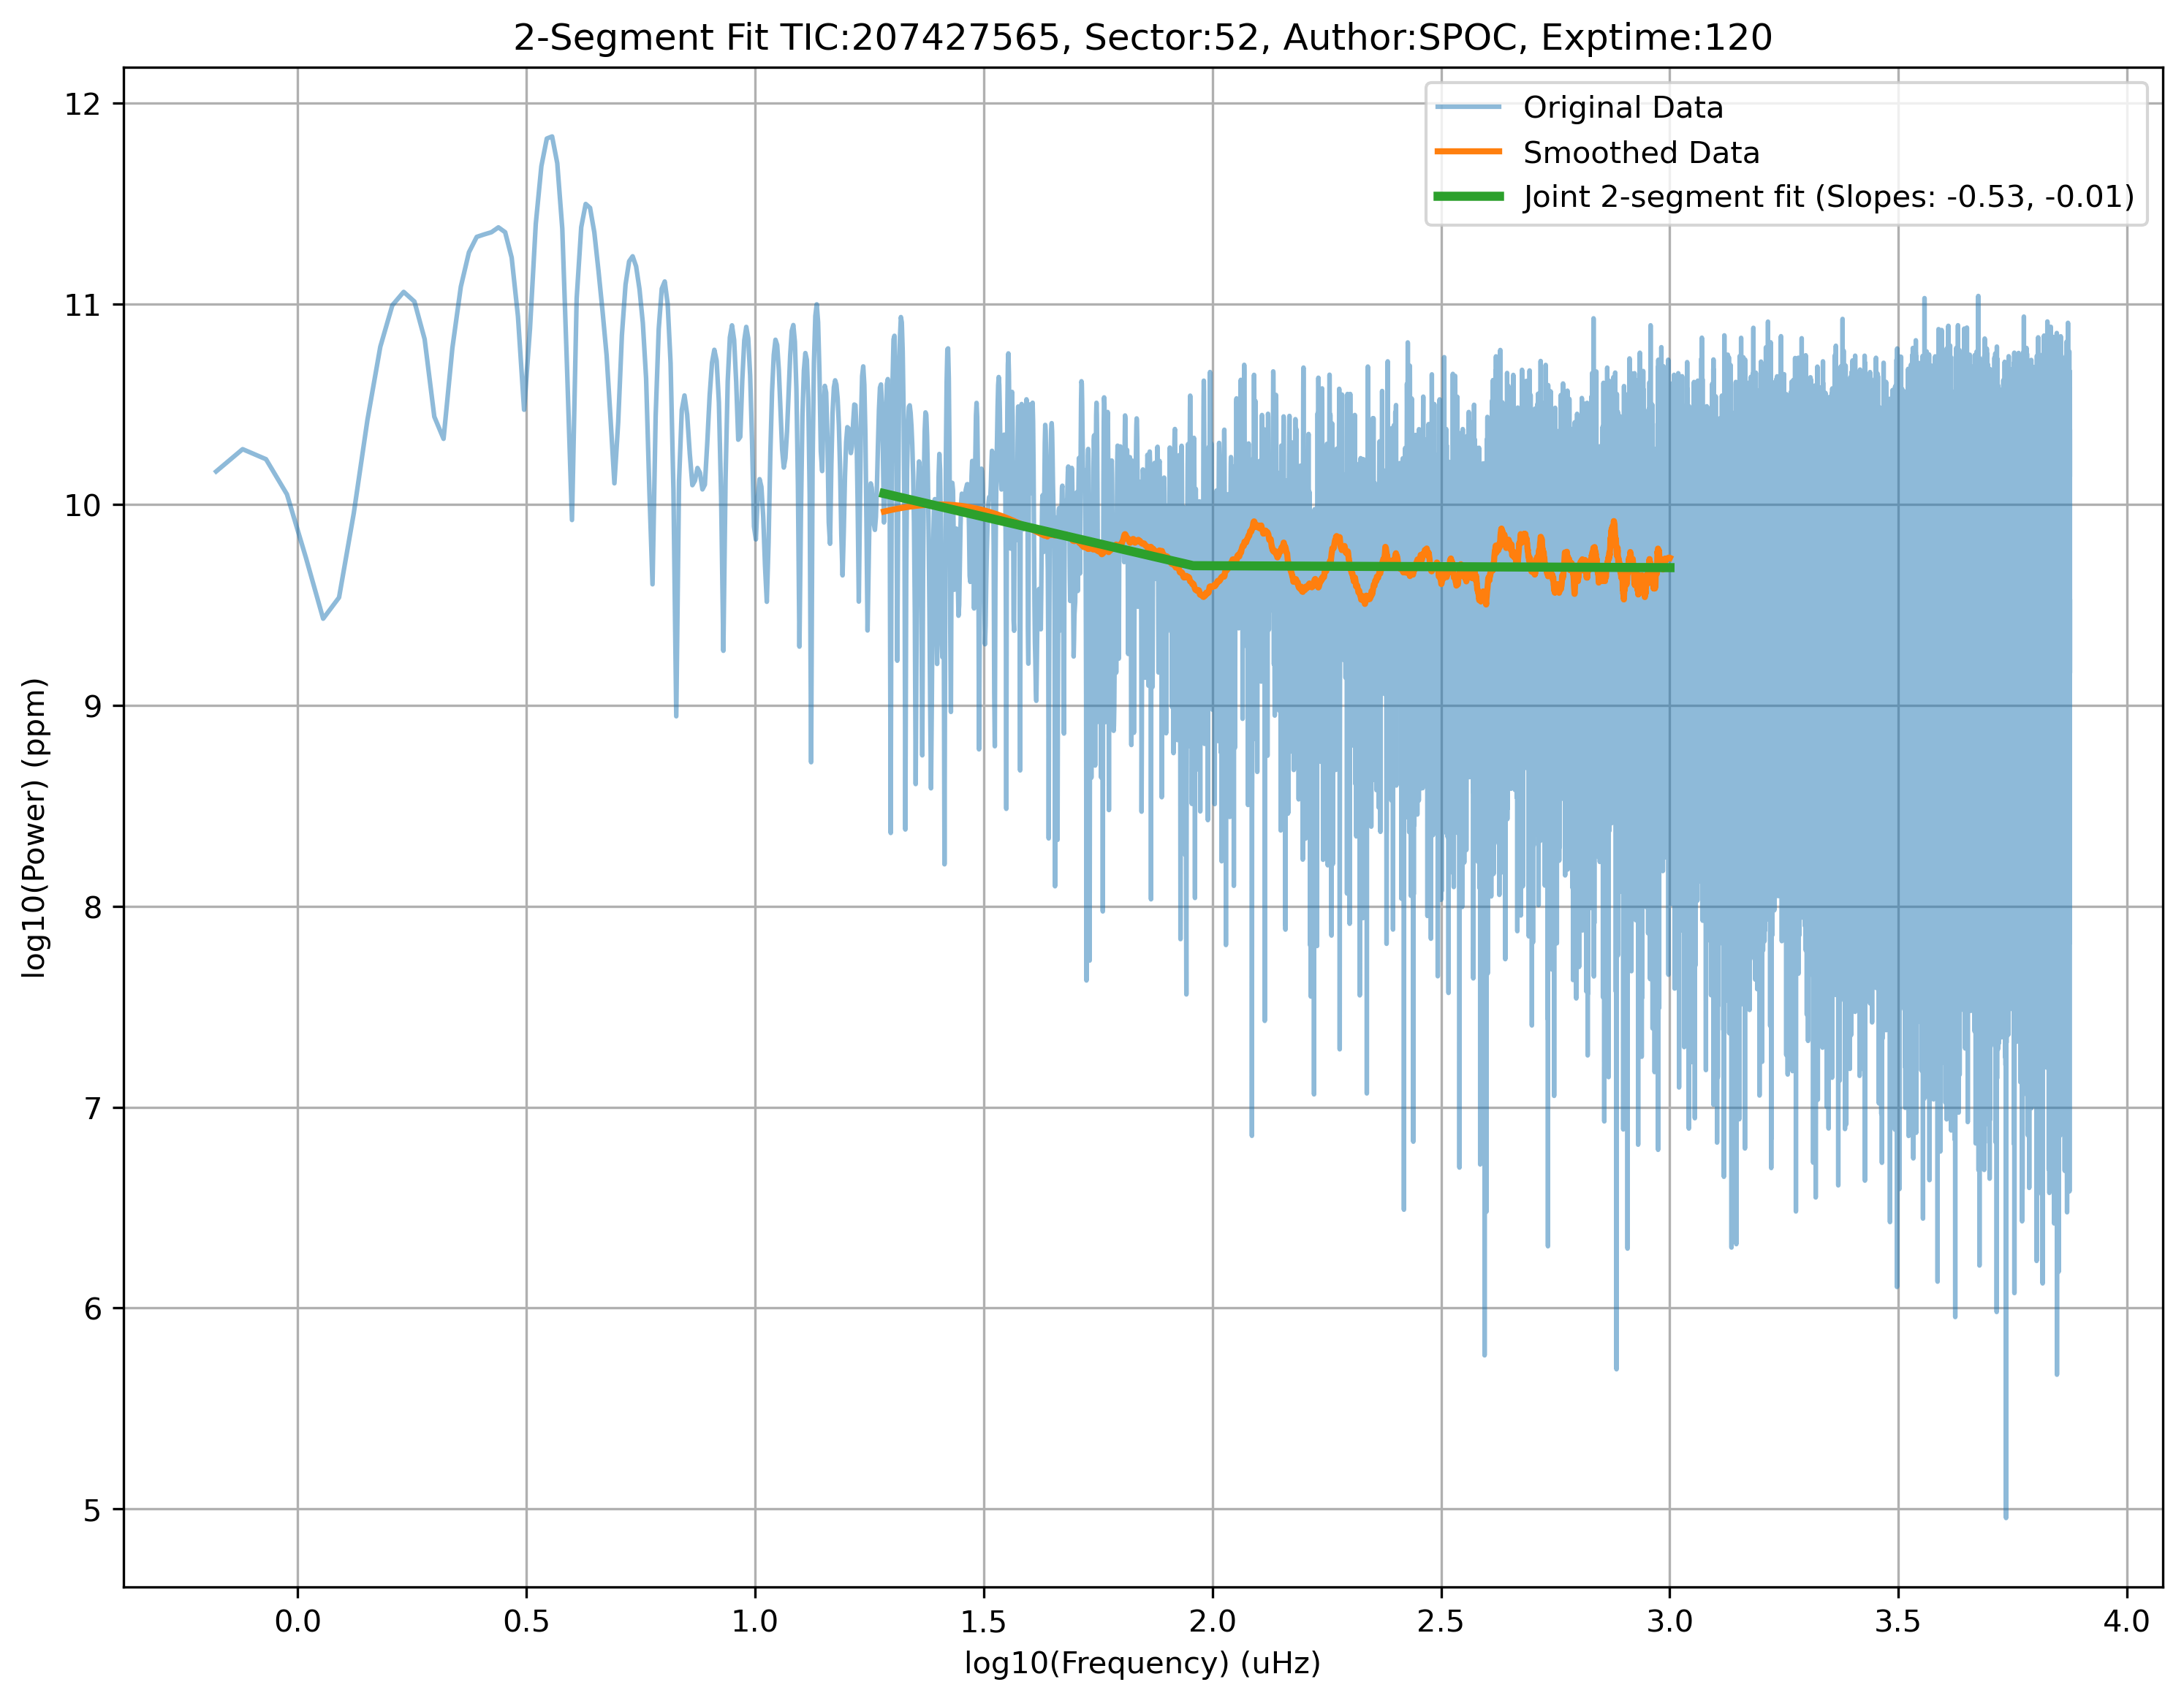 2-Segment Fit TIC:207427565, Sector:52, Author:SPOC, Exptime:120
Original Data
Smoothed Data
Joint 2-segment fit (Slopes: -0.53, -0.01)
log10(Power) (ppm)
12
11
10
9
8
7
6
5
0.0 0.5 1.0 1.5 2.0 2.5 3.0 3.5 4.0
log10(Frequency) (uHz)